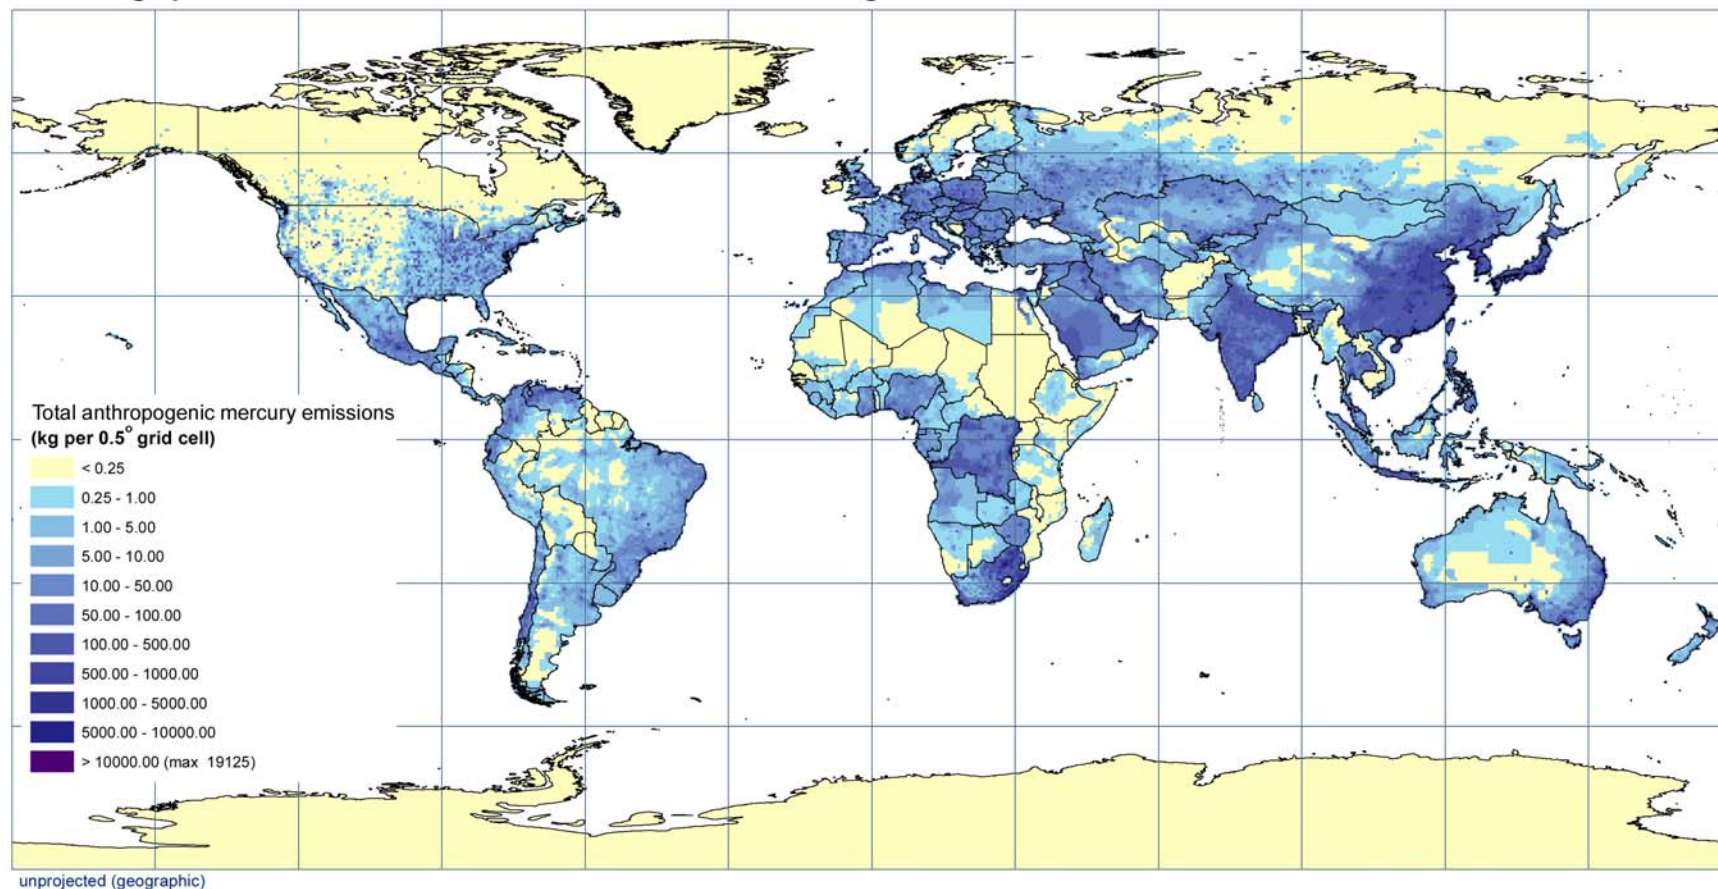 Total anthropogenic mercury emissions
(kg per 0.5° grid cell)
< 0.25
0.25 - 1.00
1.00 - 5.00
5.00 - 10.00
10.00 - 50.00
50.00 - 100.00
100.00 - 500.00
500.00 - 1000.00
1000.00 - 5000.00
5000.00 - 10000.00
> 10000.00 (max 19125)
unprojected (geographic)